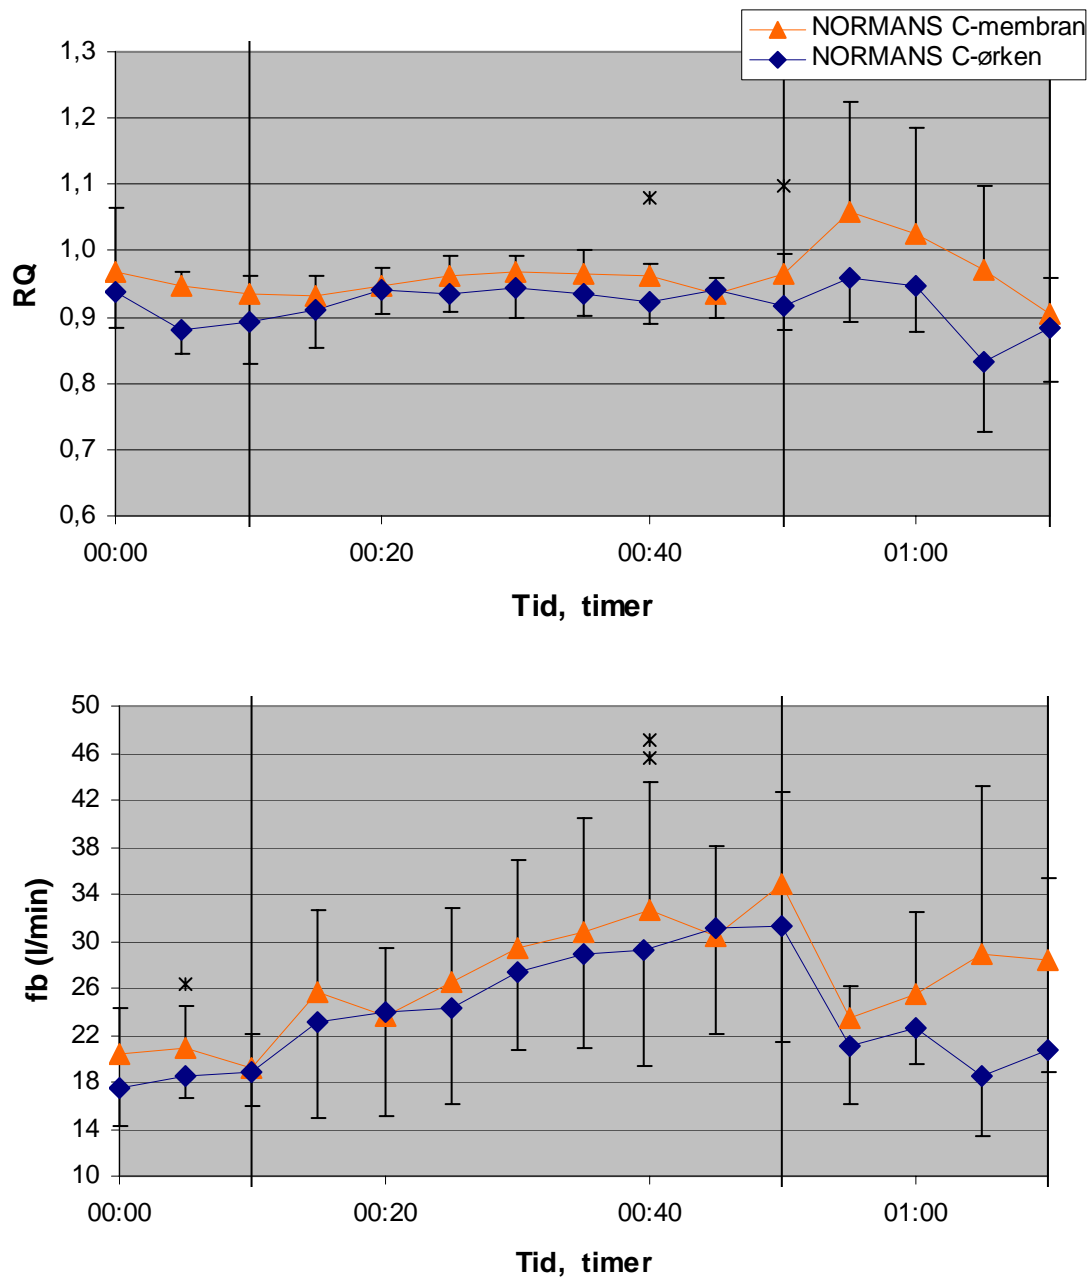 NORMANS C-membran
NORMANS C-ørken
1,3
1,2
1,1
1,0
0,9
0,8
0,7
0,6
RQ
00:00 00:20 00:40 01:00
Tid, timer
50
46
42
38
34
30
26
22
18
14
10
fb (l/min)
00:00 00:20 00:40 01:00
Tid, timer